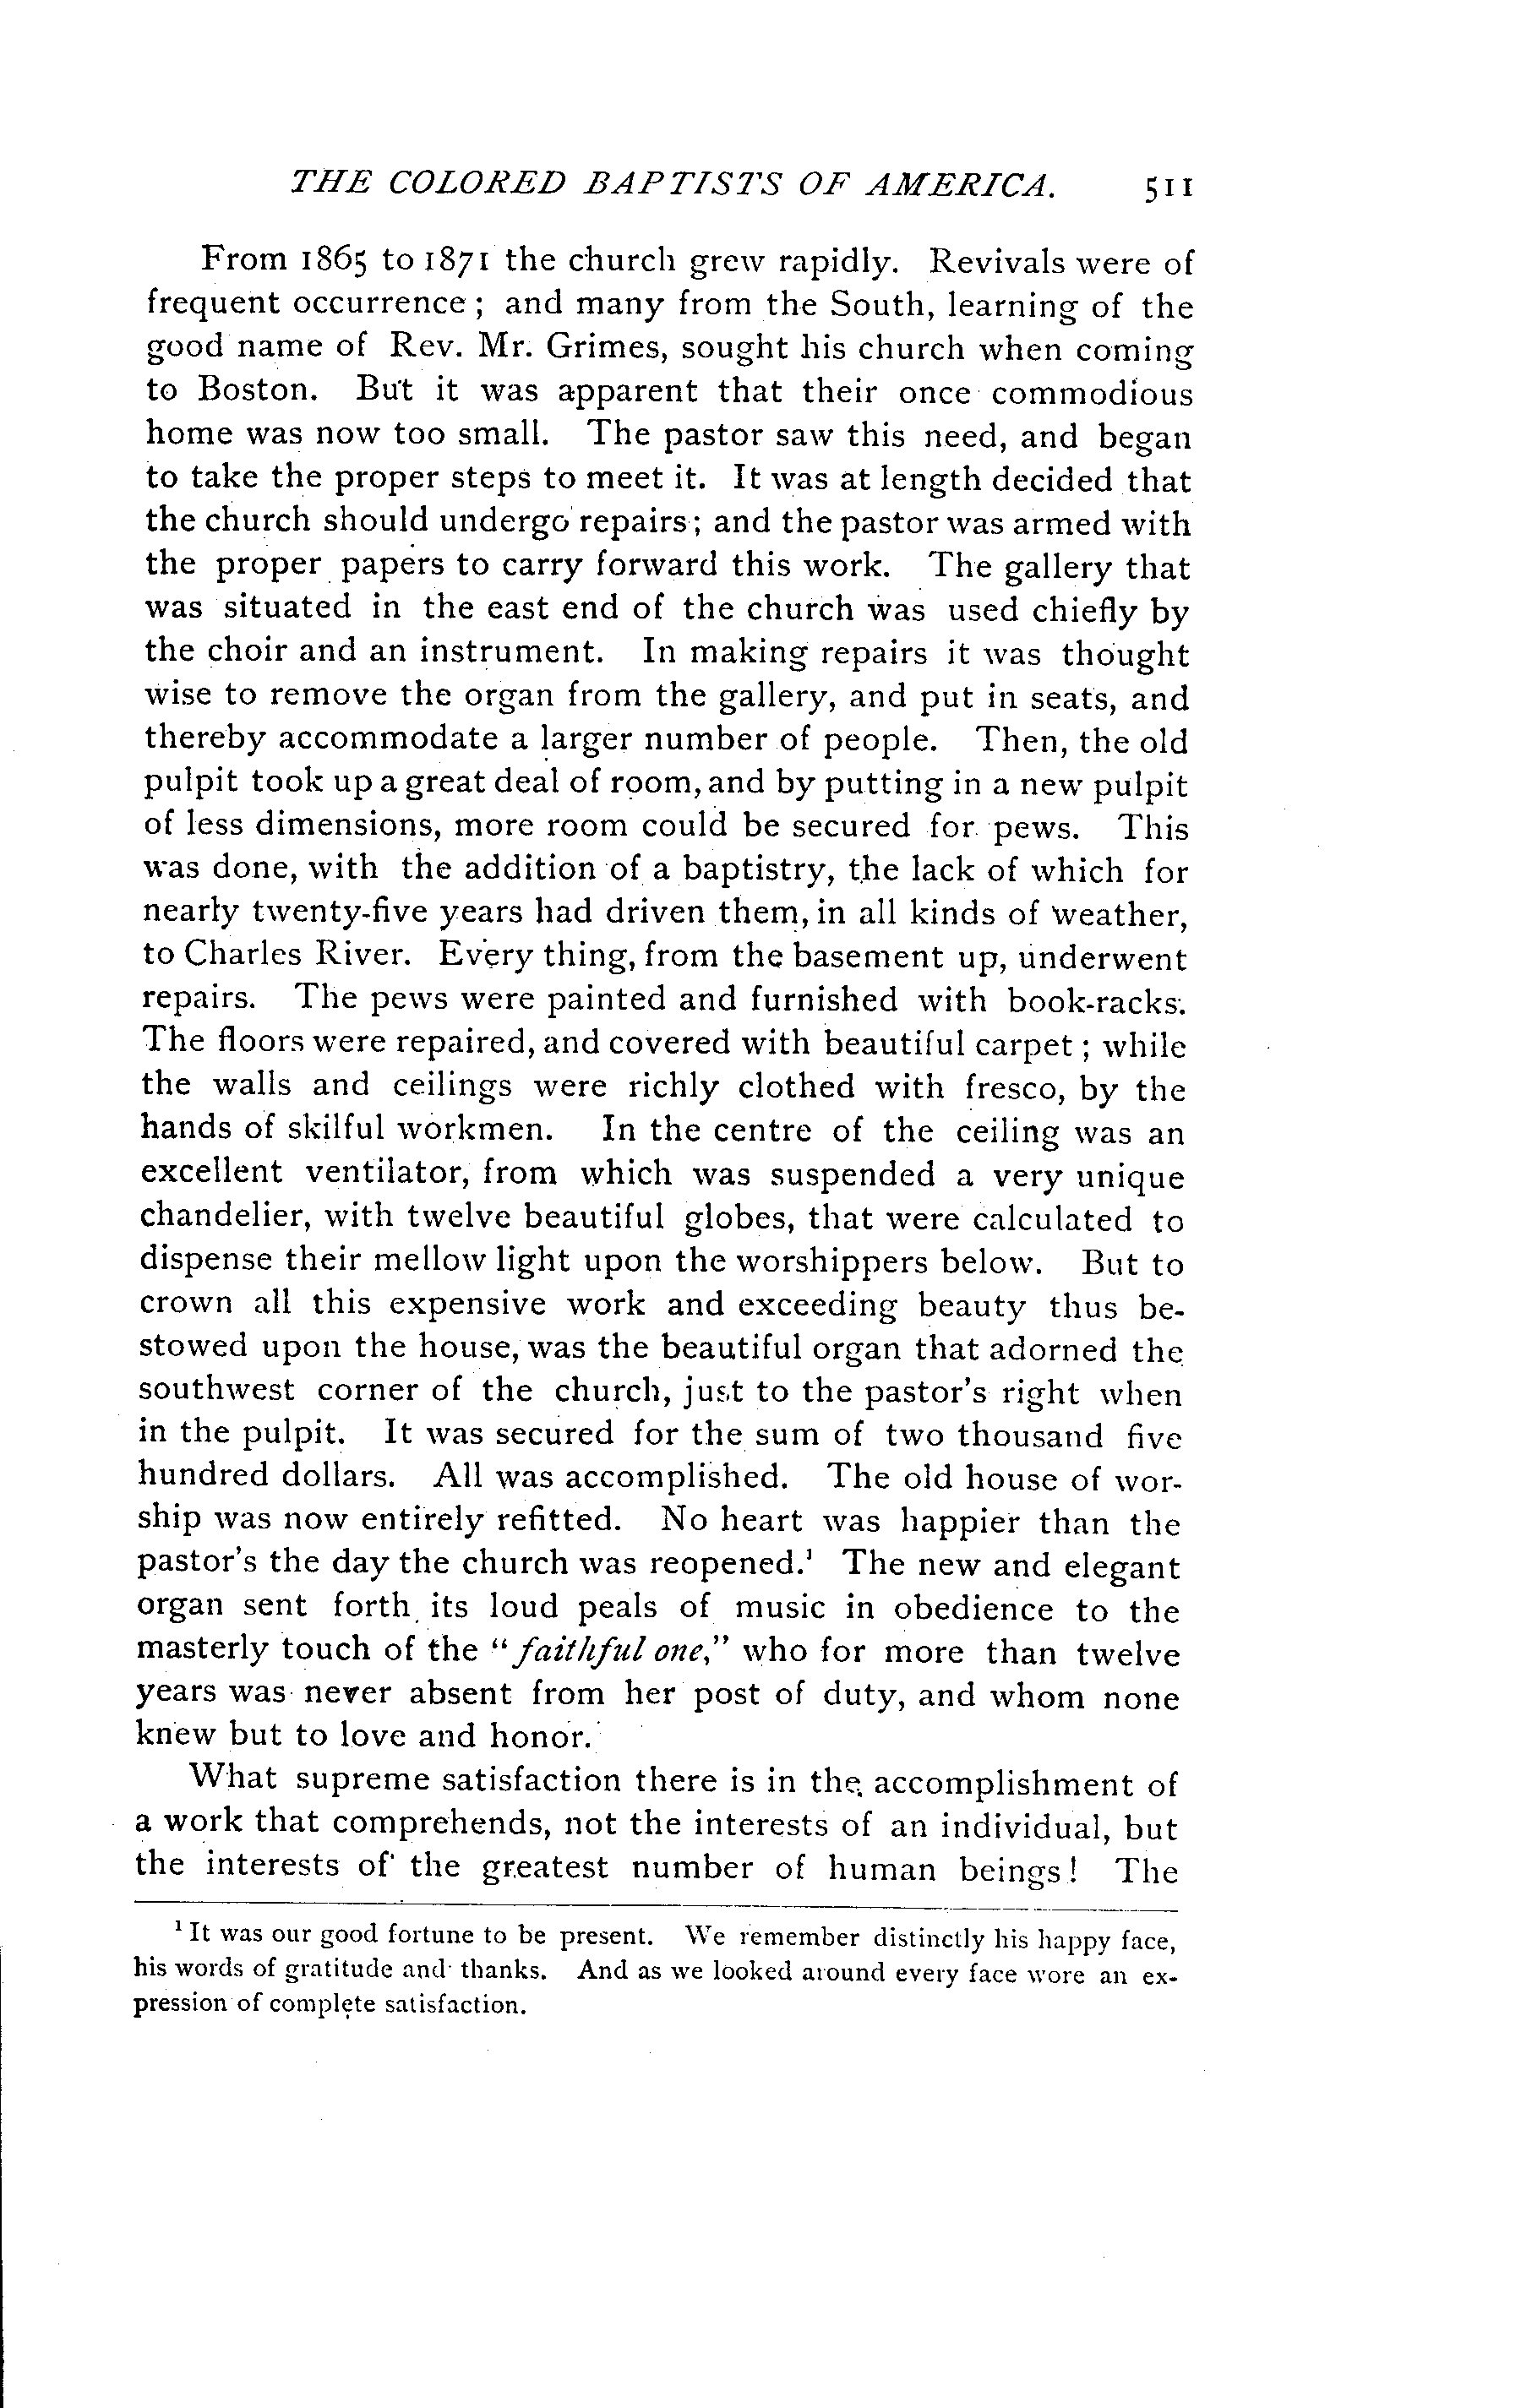 THE COLORED BAPTISTS OF AMERICA. 511
From 1865 to 1871 the church grew rapidly. Revivals were of
frequent occurrence ; and many from the South, learning of the
good name of Rev. Mr. Grimes, sought his church when coming
to Boston. But it was apparent that their once commodious
home was now too small. The pastor saw this need, and began
to take the proper steps to meet it. It was at length decided that
the church should undergo repairs ; and the pastor was armed with
the proper papers to carry forward this work. The gallery that
was situated in the east end of the church was used chiefly by
the choir and an instrument. In making repairs it was thought
wise to remove the organ from the gallery, and put in seats, and
thereby accommodate a larger number of people. Then, the old
pulpit took up a great deal of room, and by putting in a new pulpit
of less dimensions, more room could be secured for pews. This
was done, with the addition of a baptistry, the lack of which for
nearly twenty-five years had driven them, in all kinds of weather,
to Charles River. Every thing, from the basement up, underwent
repairs. The pews were painted and furnished with book-racks.
The floors were repaired, and covered with beautiful carpet ; while
the walls and ceilings were richly clothed with fresco, by the
hands of skilful workmen. In the centre of the ceiling was an
excellent ventilator, from which was suspended a very unique
chandelier, with twelve beautiful globes, that were calculated to
dispense their mellow light upon the worshippers below. But to
crown all this expensive work and exceeding beauty thus be-
stowed upon the house, was the beautiful organ that adorned the
southwest corner of the church, just to the pastor's right when
in the pulpit. It was secured for the sum of two thousand five
hundred dollars. All was accomplished. The old house of wor-
ship was now entirely refitted. No heart was happier than the
pastor's the day the church was reopened.¹ The new and elegant
organ sent forth its loud peals of music in obedience to the
masterly touch of the "faithful one," who for more than twelve
years was never absent from her post of duty, and whom none
knew but to love and honor.
What supreme satisfaction there is in the accomplishment of
a work that comprehends, not the interests of an individual, but
the interests of the greatest number of human beings ! The
¹ It was our good fortune to be present. We remember distinctly his happy face,
his words of gratitude and thanks. And as we looked around every face wore an ex-
pression of complete satisfaction.